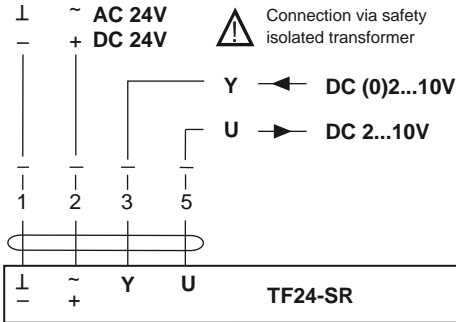 ⊥ ~ AC 24V
– + DC 24V
Connection via safety
isolated transformer
Y DC (0)2...10V
U DC 2...10V
1 2 3 5
⊥ ~ Y U
– +
TF24-SR